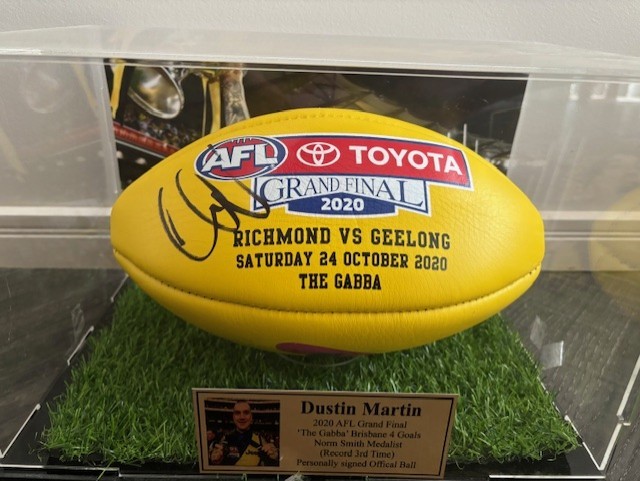 AFL TOYOTA
GRAND FINAL
2020
RICHMOND VS GEELONG
SATURDAY 24 OCTOBER 2020
THE GABBA
Dustin Martin
2020 AFL Grand Final
'The Gabba' Brisbane 4 Goals
Norm Smith Medalist
(Record 3rd Time)
Personally signed Offical Ball